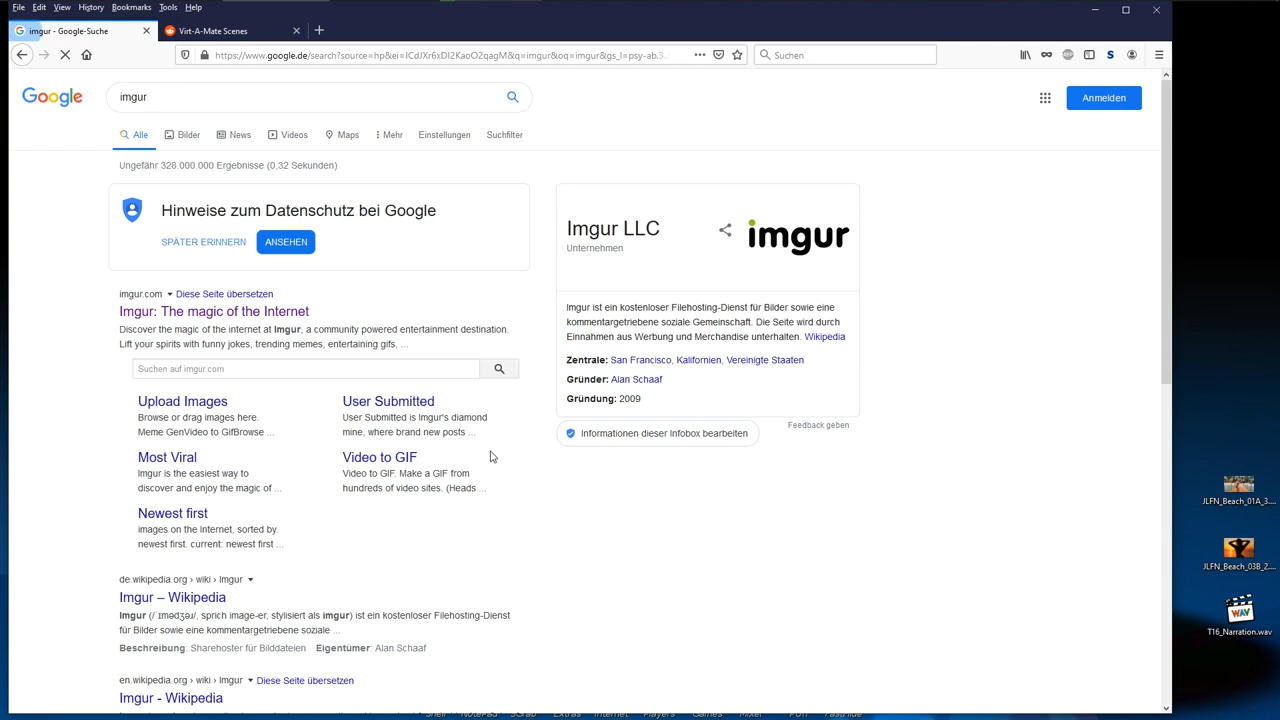 File Edit View History Bookmarks Tools Help
imgur - Google-Suche
Virt-A-Mate Scenes
https://www.google.de/search?source=hp&ei=ICdJXr6xDI2KaoO2qagM&q=imgur&oq=imgur&gs_l=psy-ab.3.
Suchen
Google
imgur
Anmelden
Alle Bilder News Videos Maps Mehr Einstellungen Suchfilter
Ungefähr 328.000.000 Ergebnisse (0,32 Sekunden)
Hinweise zum Datenschutz bei Google
SPÄTER ERINNERN ANSEHEN
imgur.com Diese Seite übersetzen
Imgur: The magic of the Internet
Discover the magic of the internet at Imgur, a community powered entertainment destination.
Lift your spirits with funny jokes, trending memes, entertaining gifs, ...
Suchen auf imgur.com
Upload Images
Browse or drag images here.
Meme GenVideo to GifBrowse ...
User Submitted
User Submitted is Imgur's diamond
mine, where brand new posts ...
Most Viral
Imgur is the easiest way to
discover and enjoy the magic of ...
Video to GIF
Video to GIF. Make a GIF from
hundreds of video sites. (Heads ...
Newest first
images on the Internet, sorted by.
newest first. current: newest first ...
de.wikipedia.org › wiki › Imgur
Imgur – Wikipedia
Imgur (/ˈɪmədʒəɹ/, sprich image-er, stylisiert als imgur) ist ein kostenloser Filehosting-Dienst
für Bilder sowie eine kommentargetriebene soziale ...
Beschreibung: Sharehoster für Bilddateien Eigentümer: Alan Schaaf
en.wikipedia.org › wiki › Imgur Diese Seite übersetzen
Imgur - Wikipedia
Imgur LLC
Unternehmen
imgur
Imgur ist ein kostenloser Filehosting-Dienst für Bilder sowie eine
kommentargetriebene soziale Gemeinschaft. Die Seite wird durch
Einnahmen aus Werbung und Merchandise unterhalten. Wikipedia
Zentrale: San Francisco, Kalifornien, Vereinigte Staaten
Gründer: Alan Schaaf
Gründung: 2009
Feedback geben
Informationen dieser Infobox bearbeiten
JLFN_Beach_01A_3....
JLFN_Beach_03B_2....
WAV
T16_Narration.wav